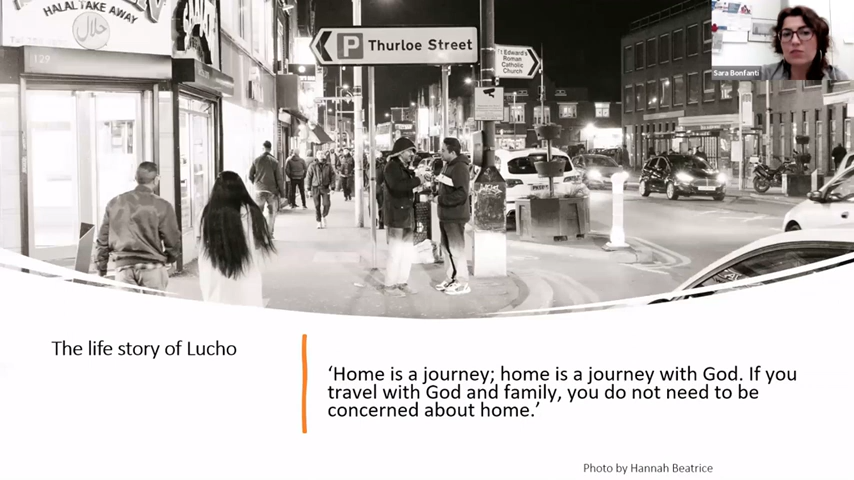 HALAL TAKE AWAY
حلال
129
P Thurloe Street
St Edward's
Roman
Catholic
Church
Sara Bonfanti
The life story of Lucho
‘Home is a journey; home is a journey with God. If you
travel with God and family, you do not need to be
concerned about home.’
Photo by Hannah Beatrice